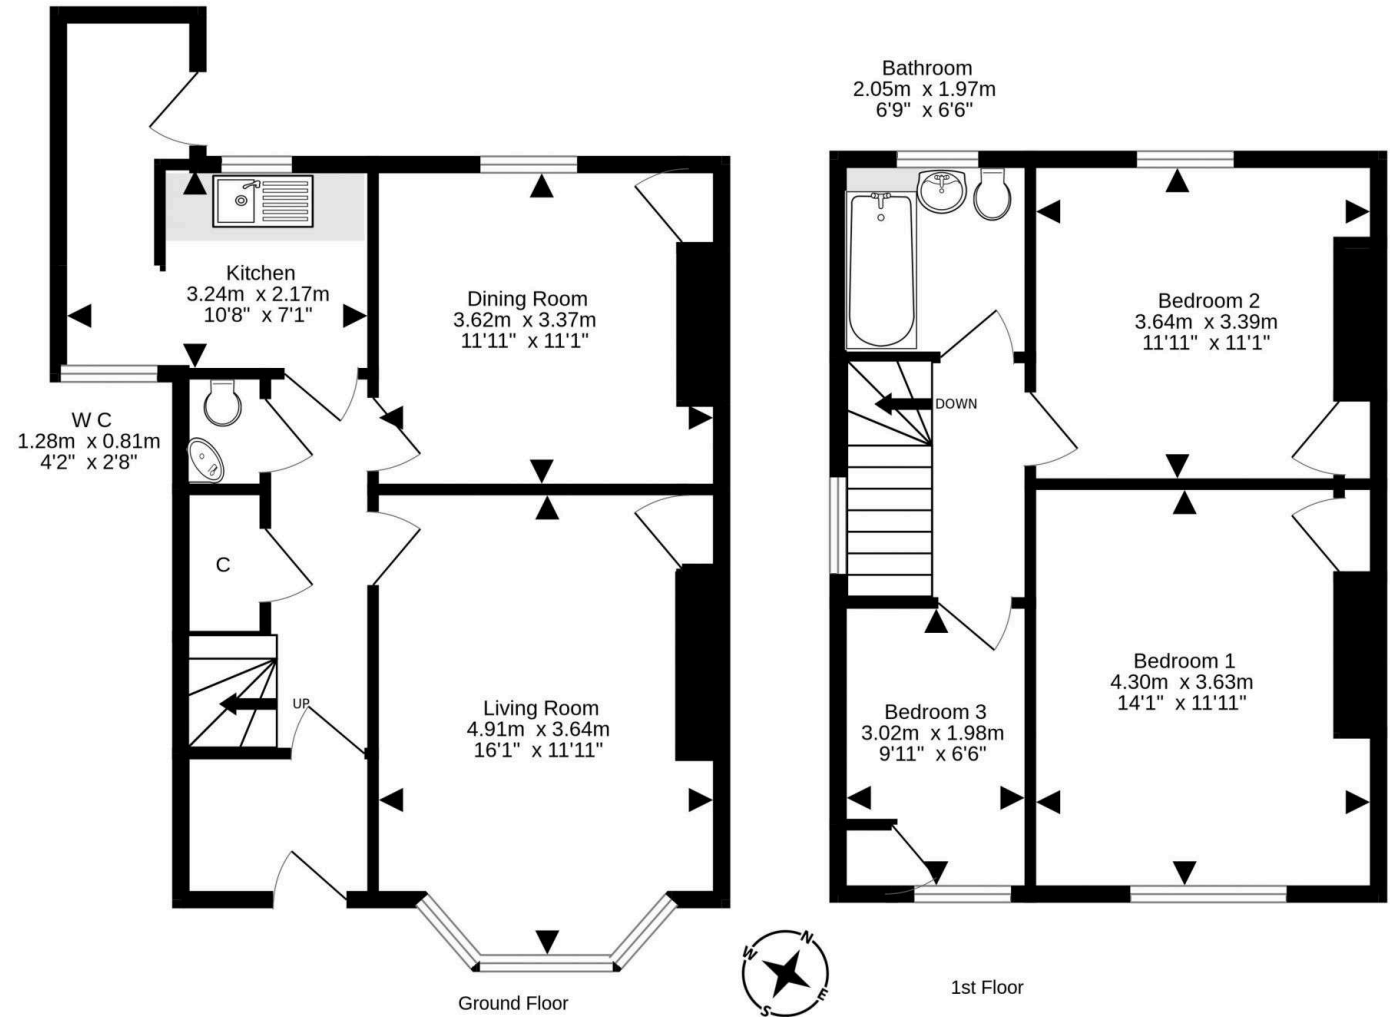 Bathroom
2.05m x 1.97m
6'9" x 6'6"
Kitchen
3.24m x 2.17m
10'8" x 7'1"
Dining Room
3.62m x 3.37m
11'11" x 11'1"
W C
1.28m x 0.81m
4'2" x 2'8"
C
UP
Living Room
4.91m x 3.64m
16'1" x 11'11"
Ground Floor
DOWN
Bedroom 2
3.64m x 3.39m
11'11" x 11'1"
Bedroom 1
4.30m x 3.63m
14'1" x 11'11"
Bedroom 3
3.02m x 1.98m
9'11" x 6'6"
N
W
E
S
1st Floor